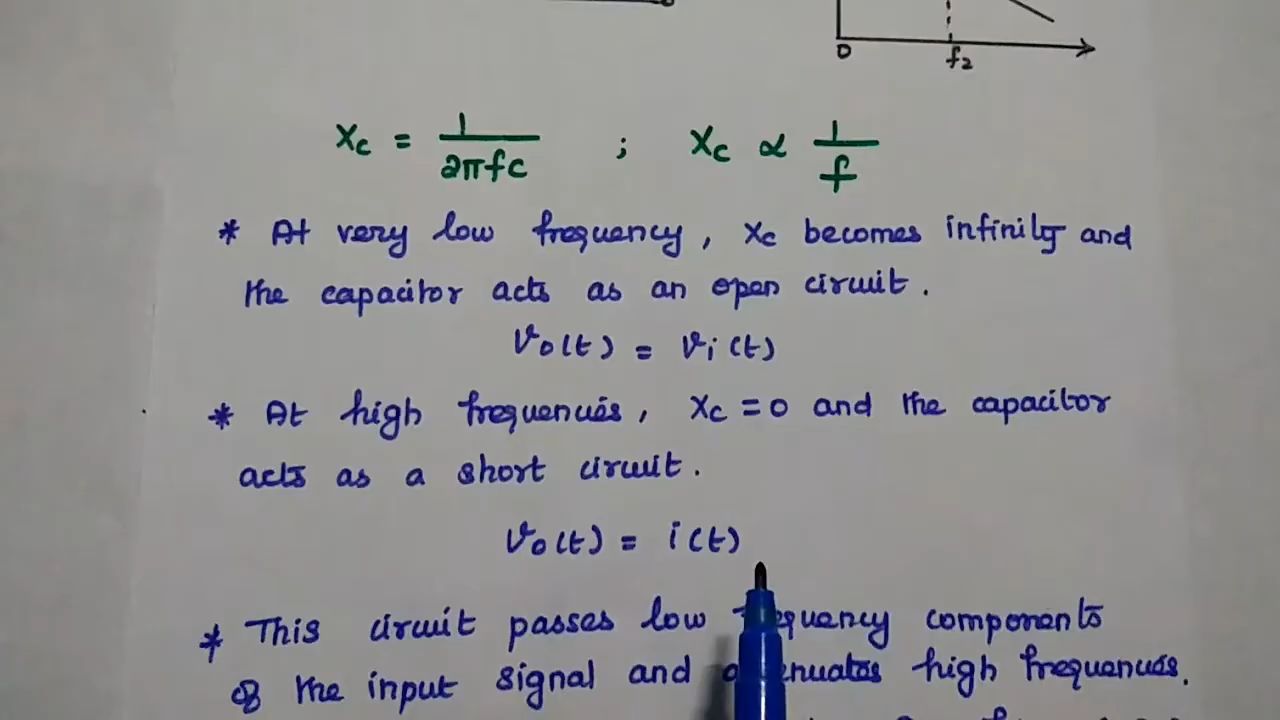 0 f2
Xc = 1/2πfc ; Xc ∝ 1/f
* At very low frequency, Xc becomes infinity and
the capacitor acts as an open circuit.
Vo(t) = Vi(t)
* At high frequencies, Xc = 0 and the capacitor
acts as a short circuit.
Vo(t) = i(t)
* This circuit passes low frequency components
of the input signal and attenuates high frequencies.